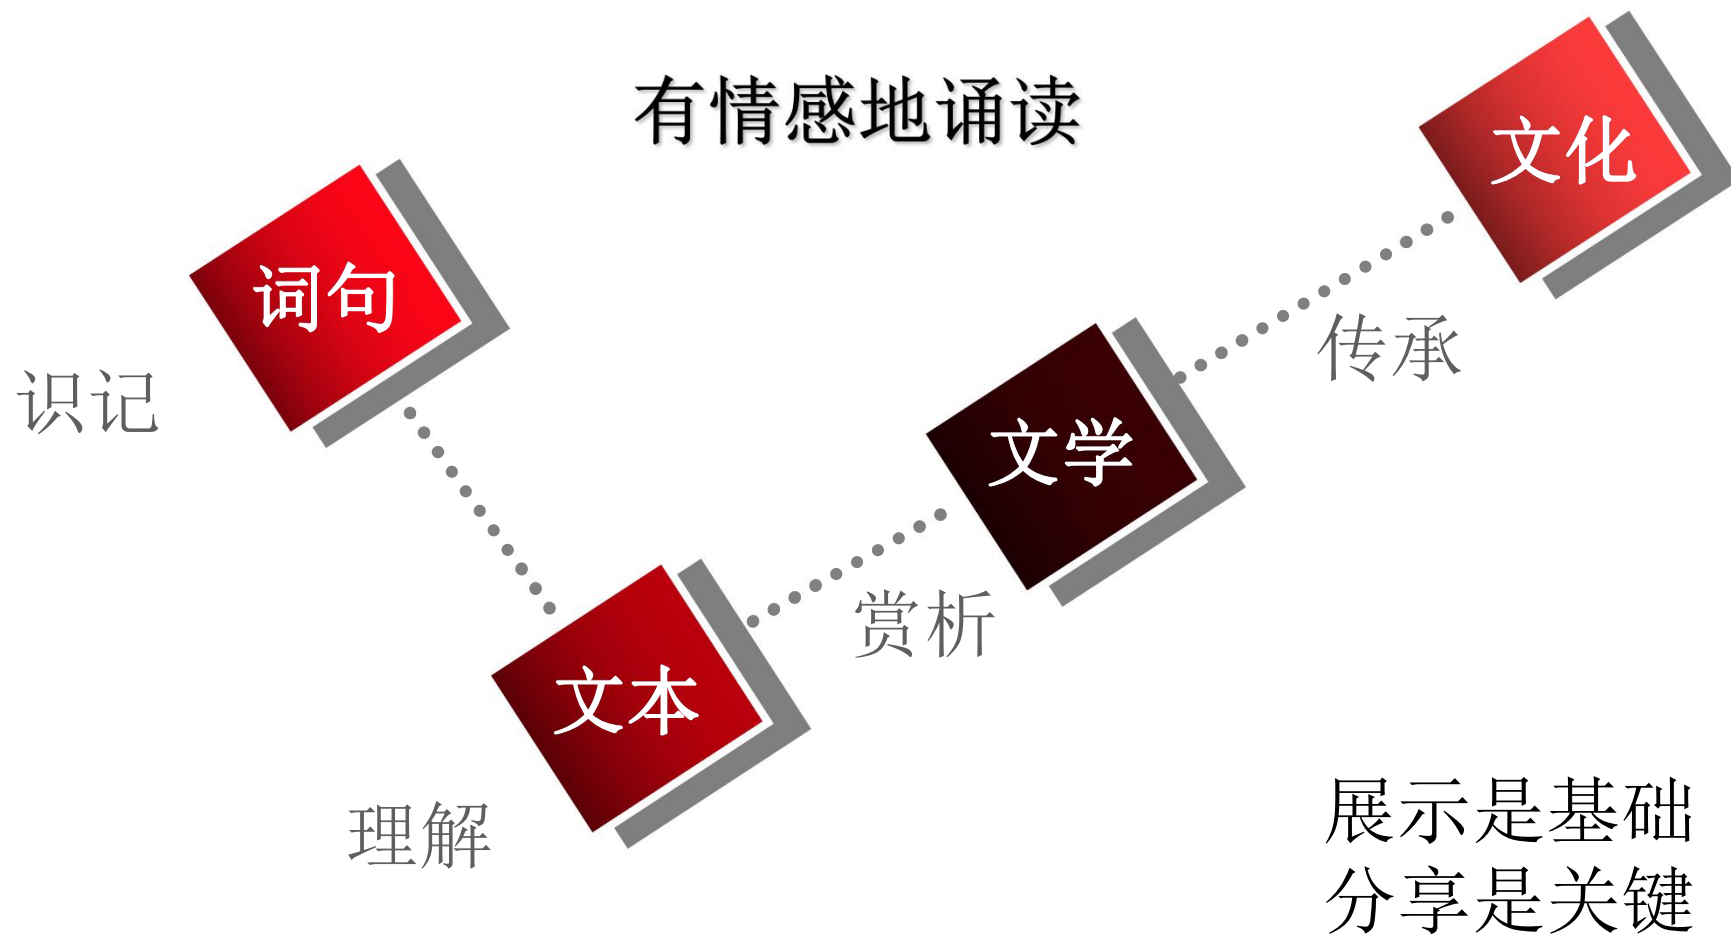 有情感地诵读
文化
词句
传承
识记
文学
赏析
文本
理解
展示是基础
分享是关键